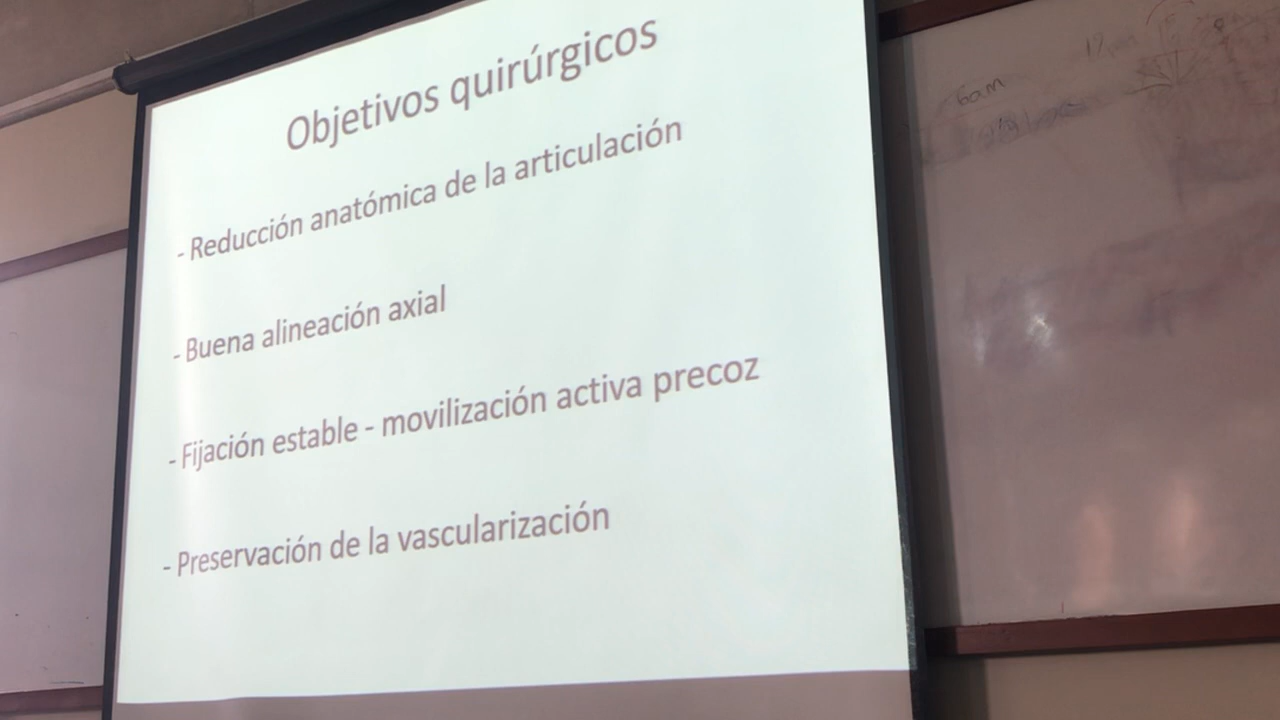 Objetivos quirúrgicos
- Reducción anatómica de la articulación
- Buena alineación axial
- Fijación estable - movilización activa precoz
- Preservación de la vascularización